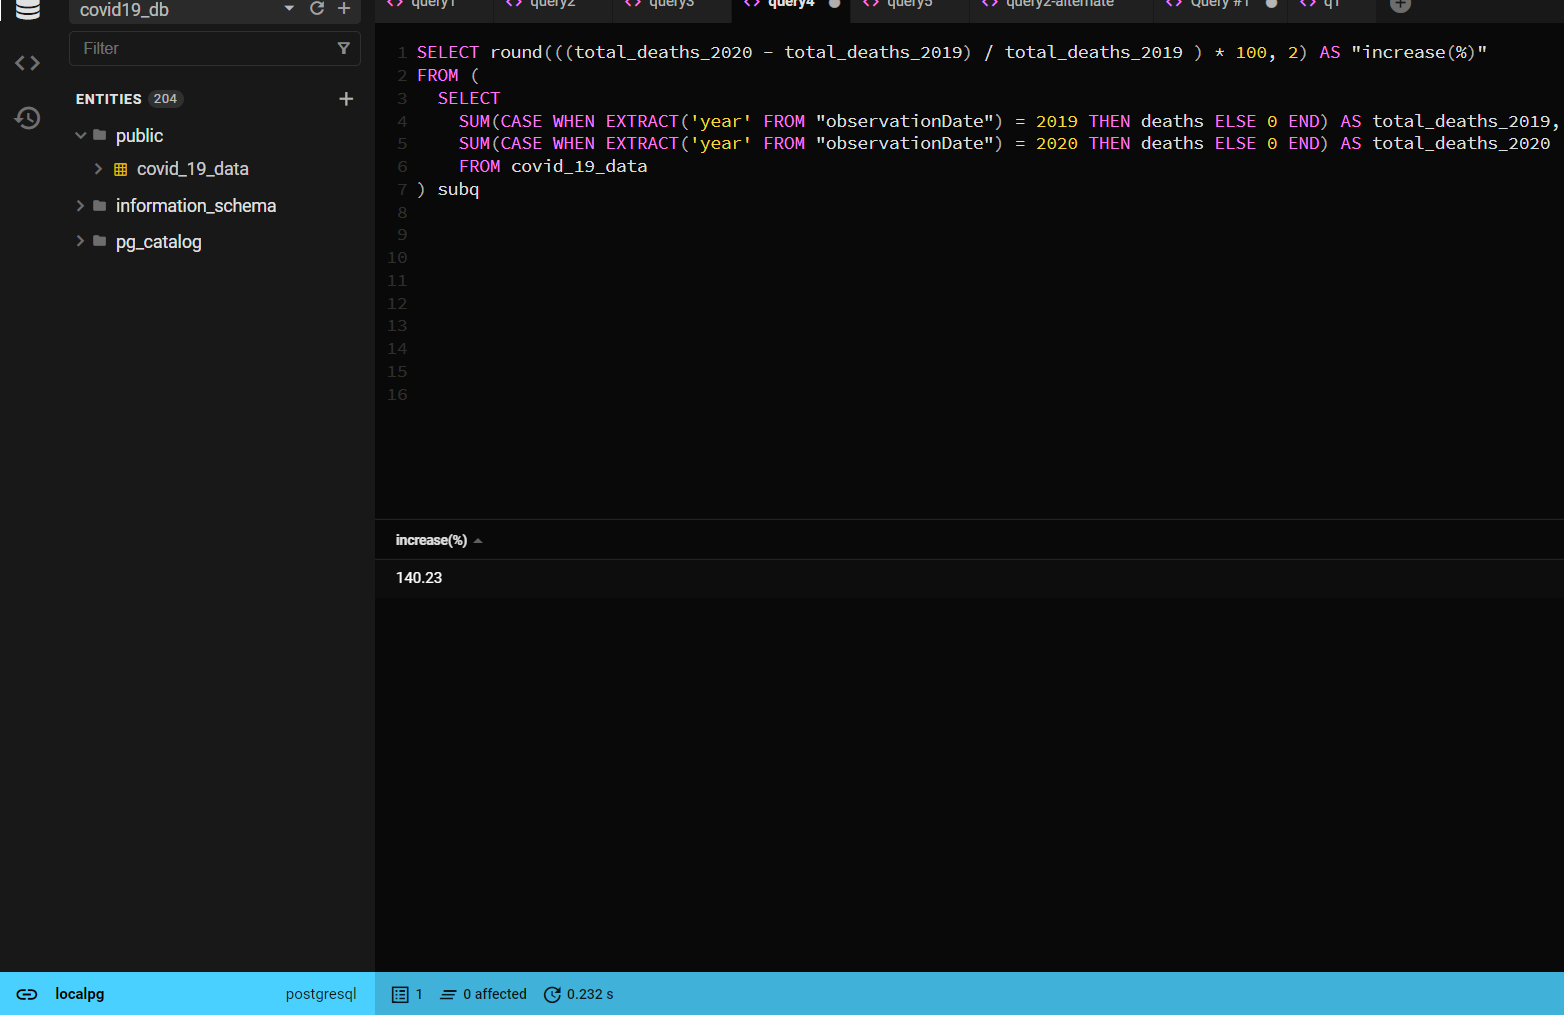 covid19_db
query1
query2
query3
query4
query5
query2-alternate
Query #1
q1
Filter
ENTITIES 204
public
covid_19_data
information_schema
pg_catalog
1 SELECT round(((total_deaths_2020 - total_deaths_2019) / total_deaths_2019 ) * 100, 2) AS "increase(%)"
2 FROM (
3 SELECT
4 SUM(CASE WHEN EXTRACT('year' FROM "observationDate") = 2019 THEN deaths ELSE 0 END) AS total_deaths_2019,
5 SUM(CASE WHEN EXTRACT('year' FROM "observationDate") = 2020 THEN deaths ELSE 0 END) AS total_deaths_2020
6 FROM covid_19_data
7 ) subq
8
9
10
11
12
13
14
15
16
increase(%)
140.23
localpg
postgresql
1
0 affected
0.232 s